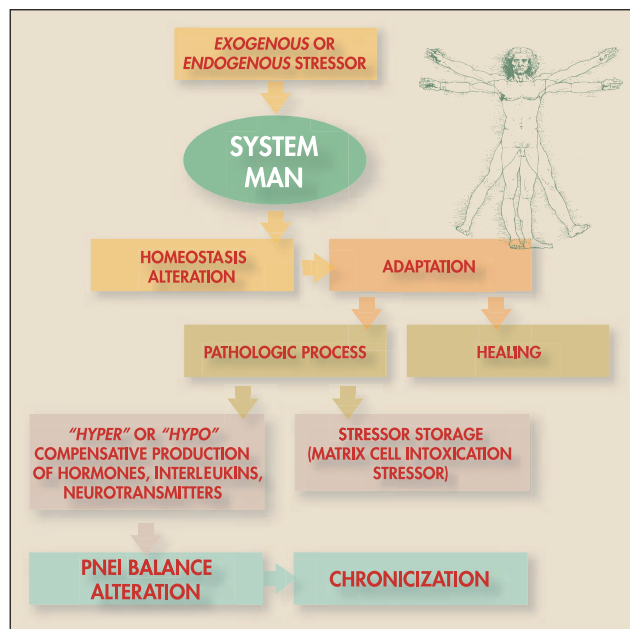 EXOGENOUS OR
ENDOGENOUS STRESSOR
SYSTEM
MAN
HOMEOSTASIS
ALTERATION
ADAPTATION
PATHOLOGIC PROCESS
HEALING
"HYPER" OR "HYPO"
COMPENSATIVE PRODUCTION
OF HORMONES, INTERLEUKINS,
NEUROTRANSMITTERS
STRESSOR STORAGE
(MATRIX CELL INTOXICATION
STRESSOR)
PNEI BALANCE
ALTERATION
CHRONICIZATION